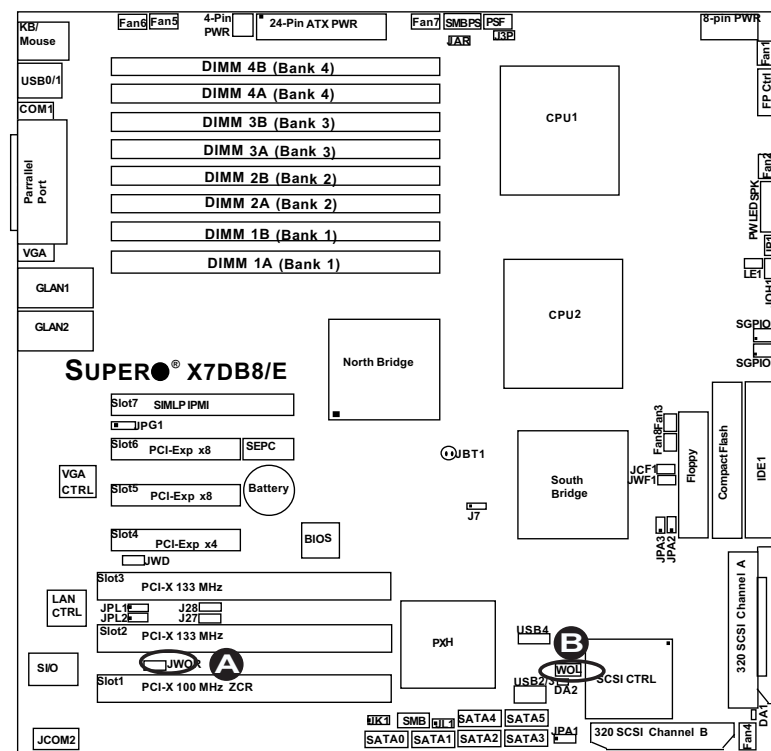 KB/
Mouse
Fan6
Fan5
4-Pin
PWR
24-Pin ATX PWR
Fan7
SMBPS
PSF
JAR
J3P
8-pin PWR
Fan1
USB0/1
COM1
Parrallel
Port
VGA
GLAN1
GLAN2
DIMM 4B (Bank 4)
DIMM 4A (Bank 4)
DIMM 3B (Bank 3)
DIMM 3A (Bank 3)
DIMM 2B (Bank 2)
DIMM 2A (Bank 2)
DIMM 1B (Bank 1)
DIMM 1A (Bank 1)
CPU1
CPU2
FP Ctrl
Fan2
PWLEDSPK
JP1
LE1
JOH1
SGPIO
SGPIO
North Bridge
SUPER® X7DB8/E
Slot7
SIMLP IPMI
JPG1
Slot6
PCI-Exp x8
SEPC
VGA
CTRL
Slot5
PCI-Exp x8
Battery
Slot4
PCI-Exp x4
BIOS
JWD
JBT1
J7
South
Bridge
Fan3
Fan8
JCF1
JWF1
JPA3
JPA2
Floppy
Compact Flash
IDE1
Slot3
PCI-X 133 MHz
LAN
CTRL
JPL1
JPL2
J28
J27
Slot2
PCI-X 133 MHz
S/IO
JWOR
A
Slot1
PCI-X 100 MHz ZCR
PXH
USB4
B
WOL
USB2/3
DA2
SCSI CTRL
320 SCSI Channel A
DA1
JCOM2
JK1
SMB
JL1
SATA4
SATA5
SATA0
SATA1
SATA2
SATA3
JPA1
320 SCSI Channel B
Fan4